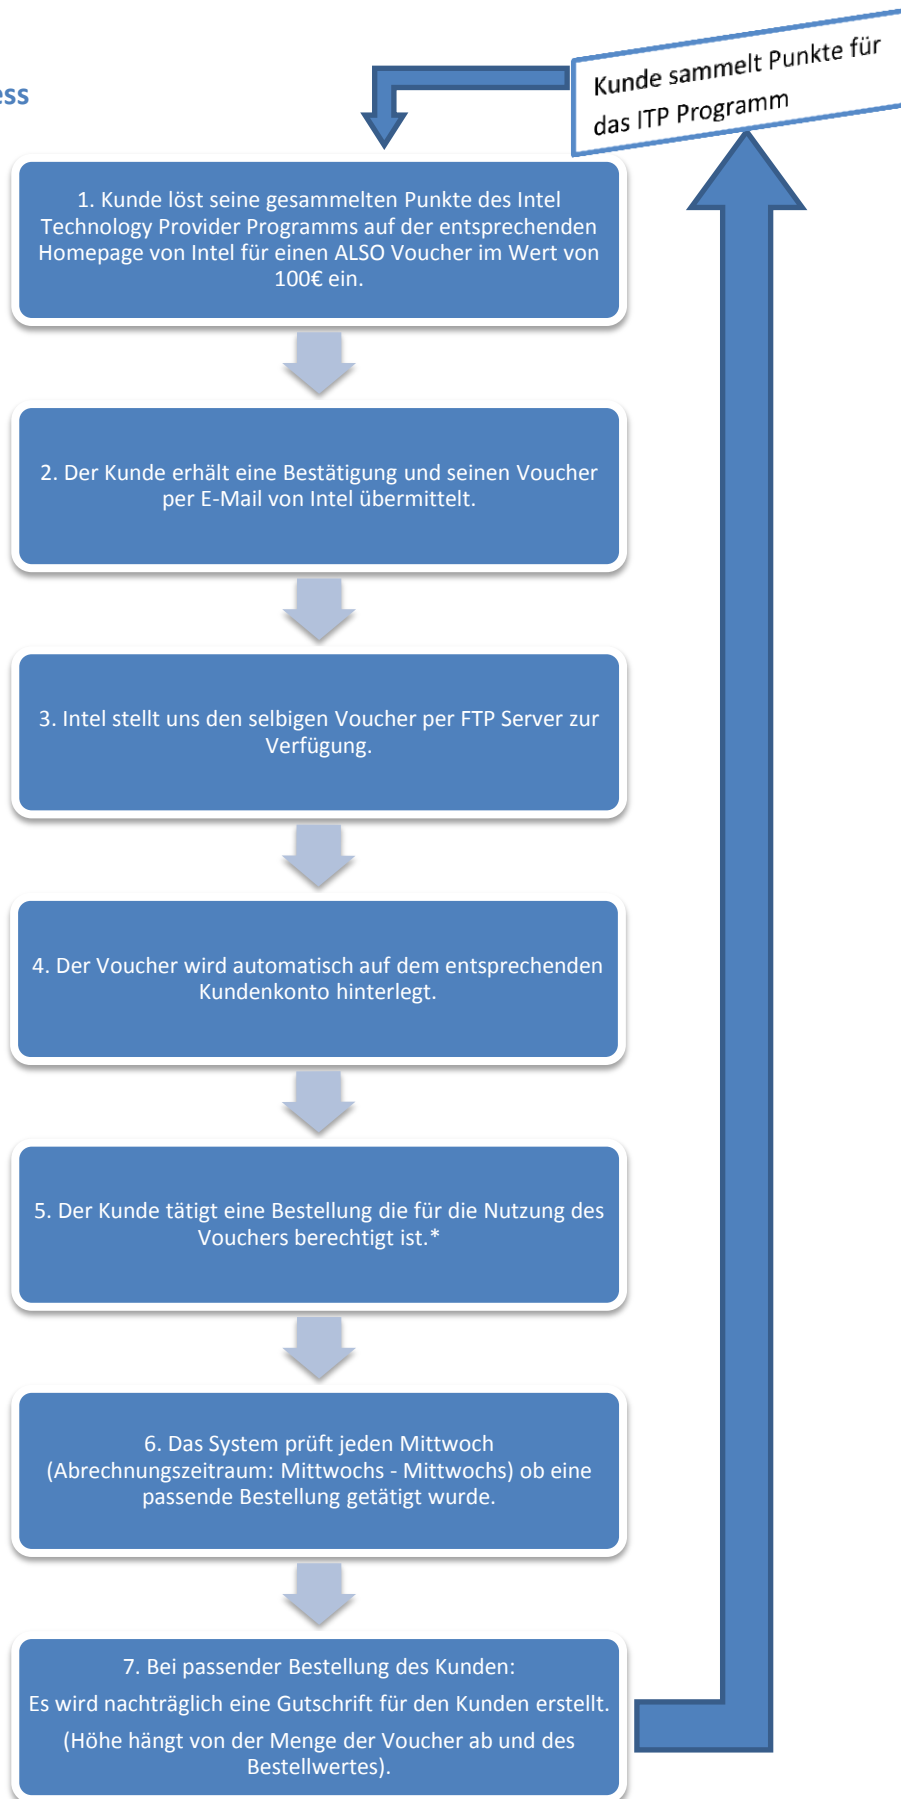 Kunde sammelt Punkte für
das ITP Programm
1. Kunde löst seine gesammelten Punkte des Intel
Technology Provider Programms auf der entsprechenden
Homepage von Intel für einen ALSO Voucher im Wert von
100€ ein.
2. Der Kunde erhält eine Bestätigung und seinen Voucher
per E-Mail von Intel übermittelt.
3. Intel stellt uns den selbigen Voucher per FTP Server zur
Verfügung.
4. Der Voucher wird automatisch auf dem entsprechenden
Kundenkonto hinterlegt.
5. Der Kunde tätigt eine Bestellung die für die Nutzung des
Vouchers berechtigt ist.*
6. Das System prüft jeden Mittwoch
(Abrechnungszeitraum: Mittwochs - Mittwochs) ob eine
passende Bestellung getätigt wurde.
7. Bei passender Bestellung des Kunden:
Es wird nachträglich eine Gutschrift für den Kunden erstellt.
(Höhe hängt von der Menge der Voucher ab und des
Bestellwertes).